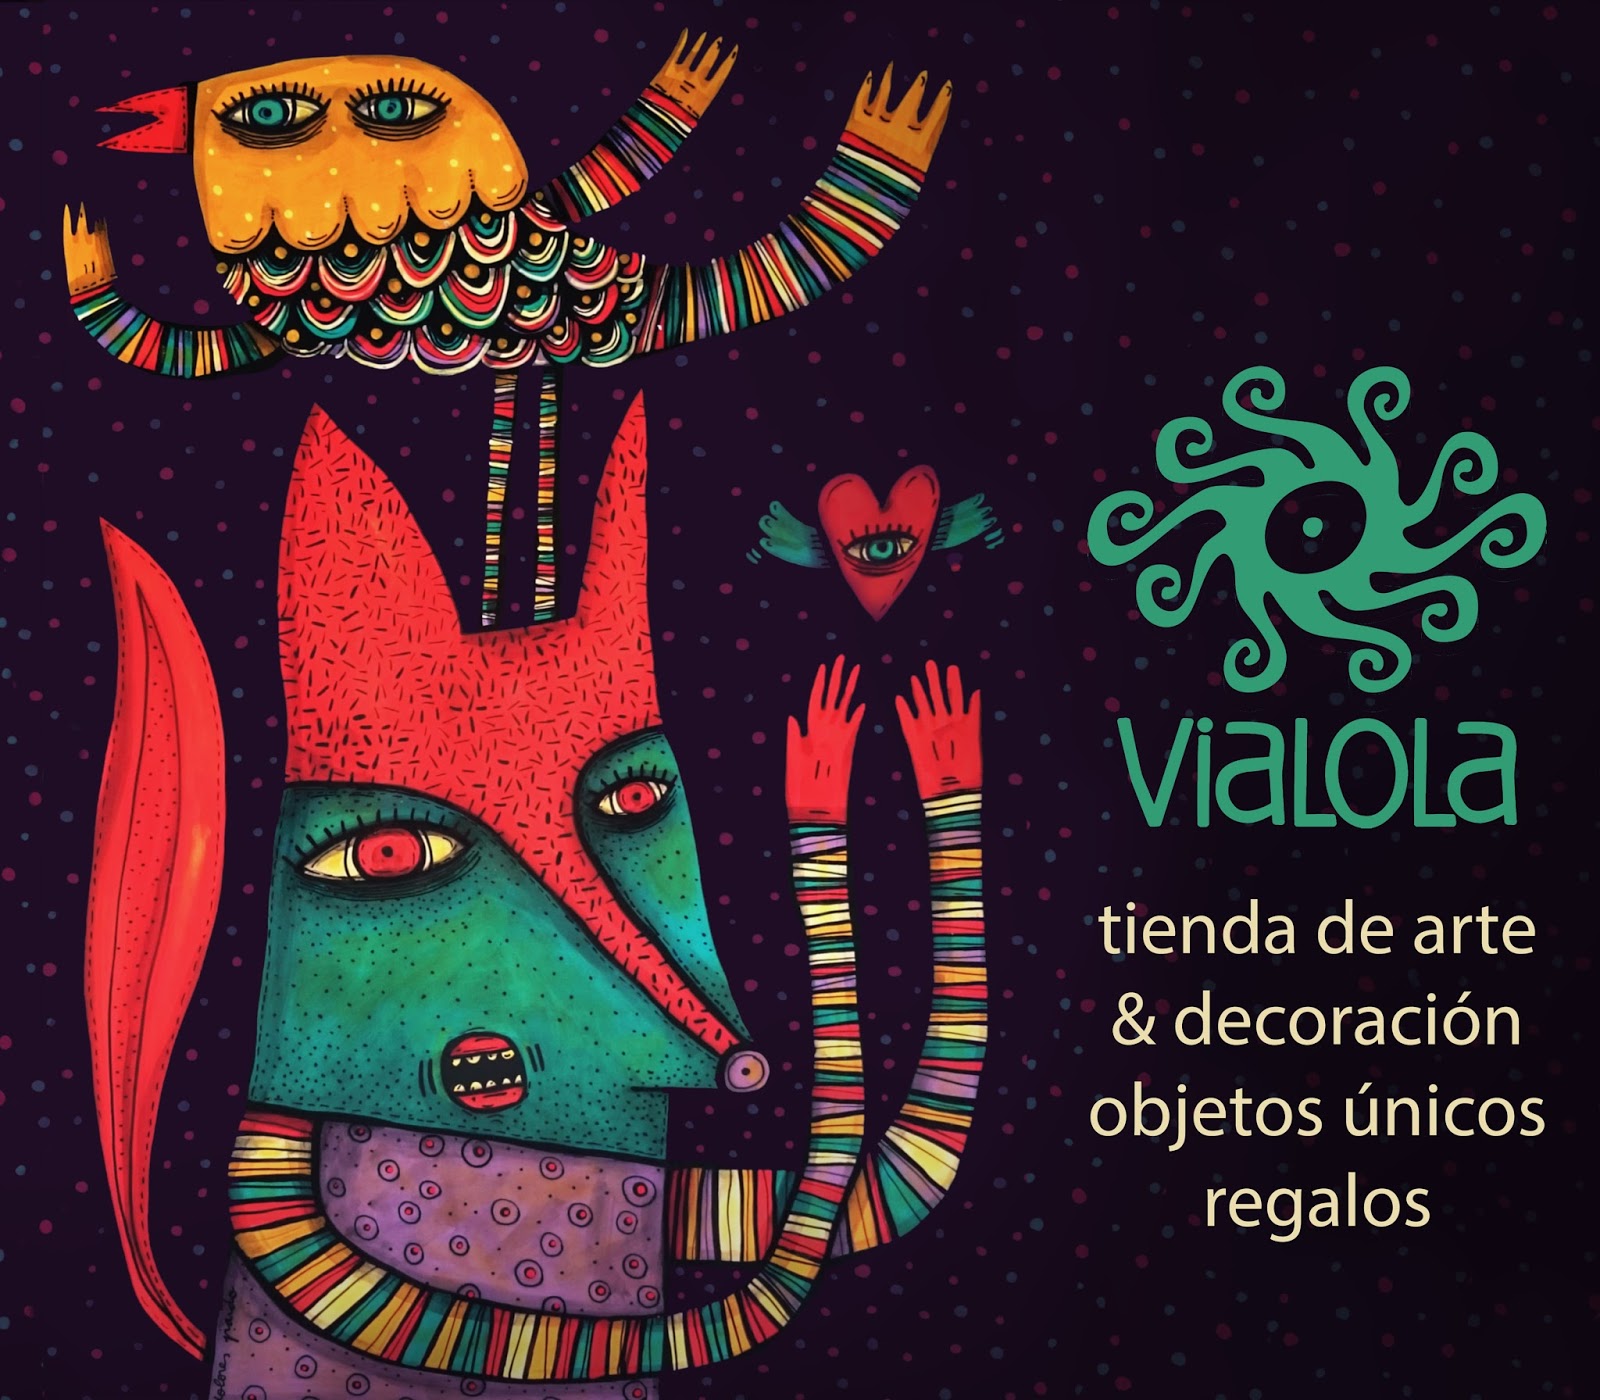 vialola
tienda de arte
& decoración
objetos únicos
regalos